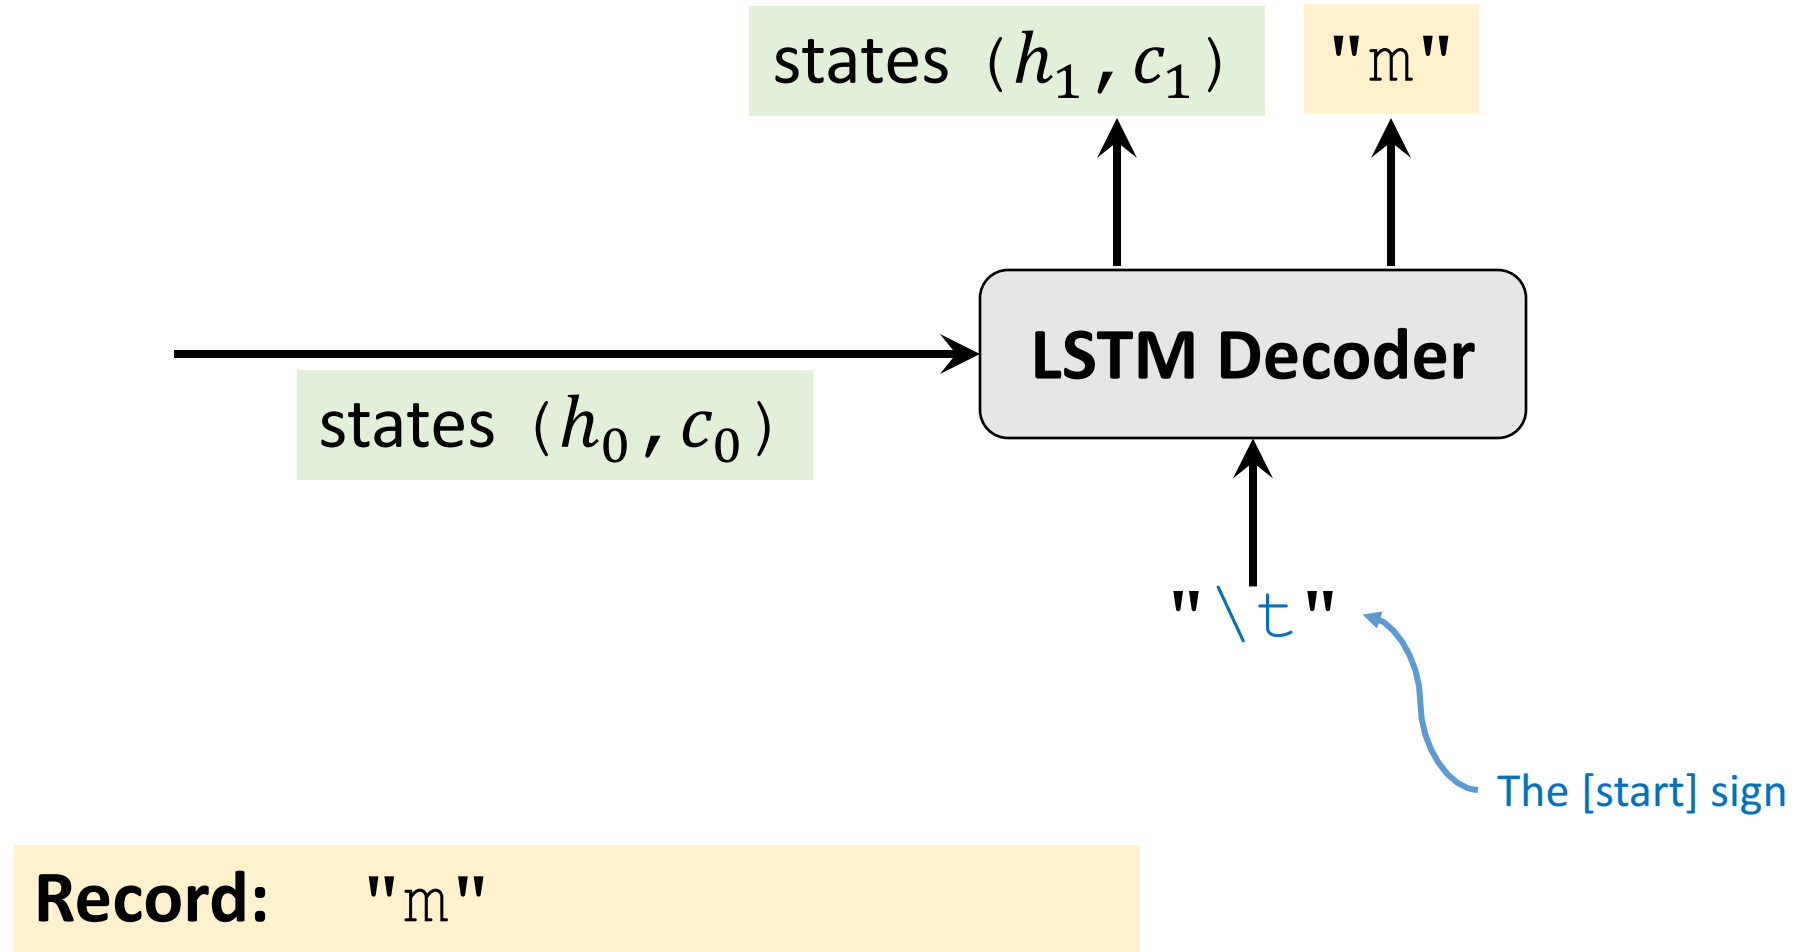 states (h₁, c₁)
"m"
LSTM Decoder
states (h₀, c₀)
"\t"
The [start] sign
Record: "m"